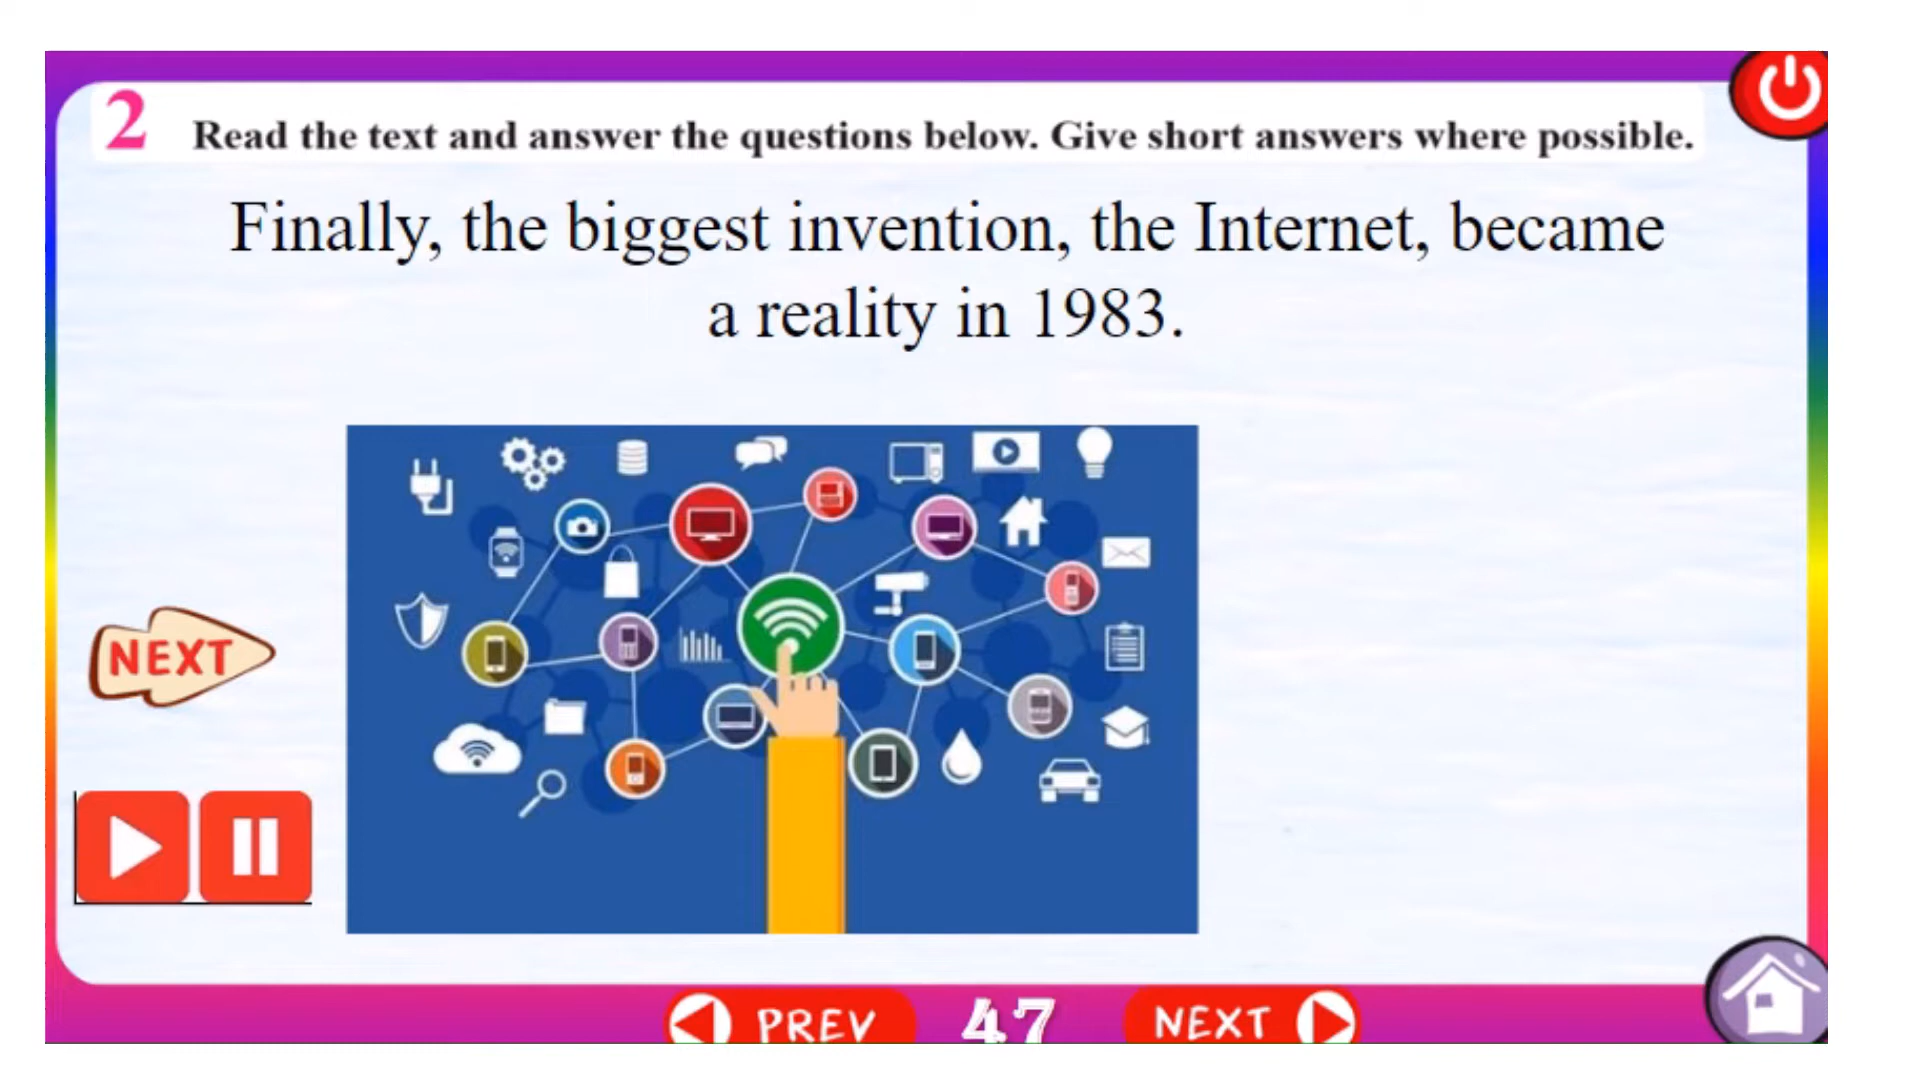 2 Read the text and answer the questions below. Give short answers where possible.
Finally, the biggest invention, the Internet, became
a reality in 1983.
NEXT
PREV 47 NEXT